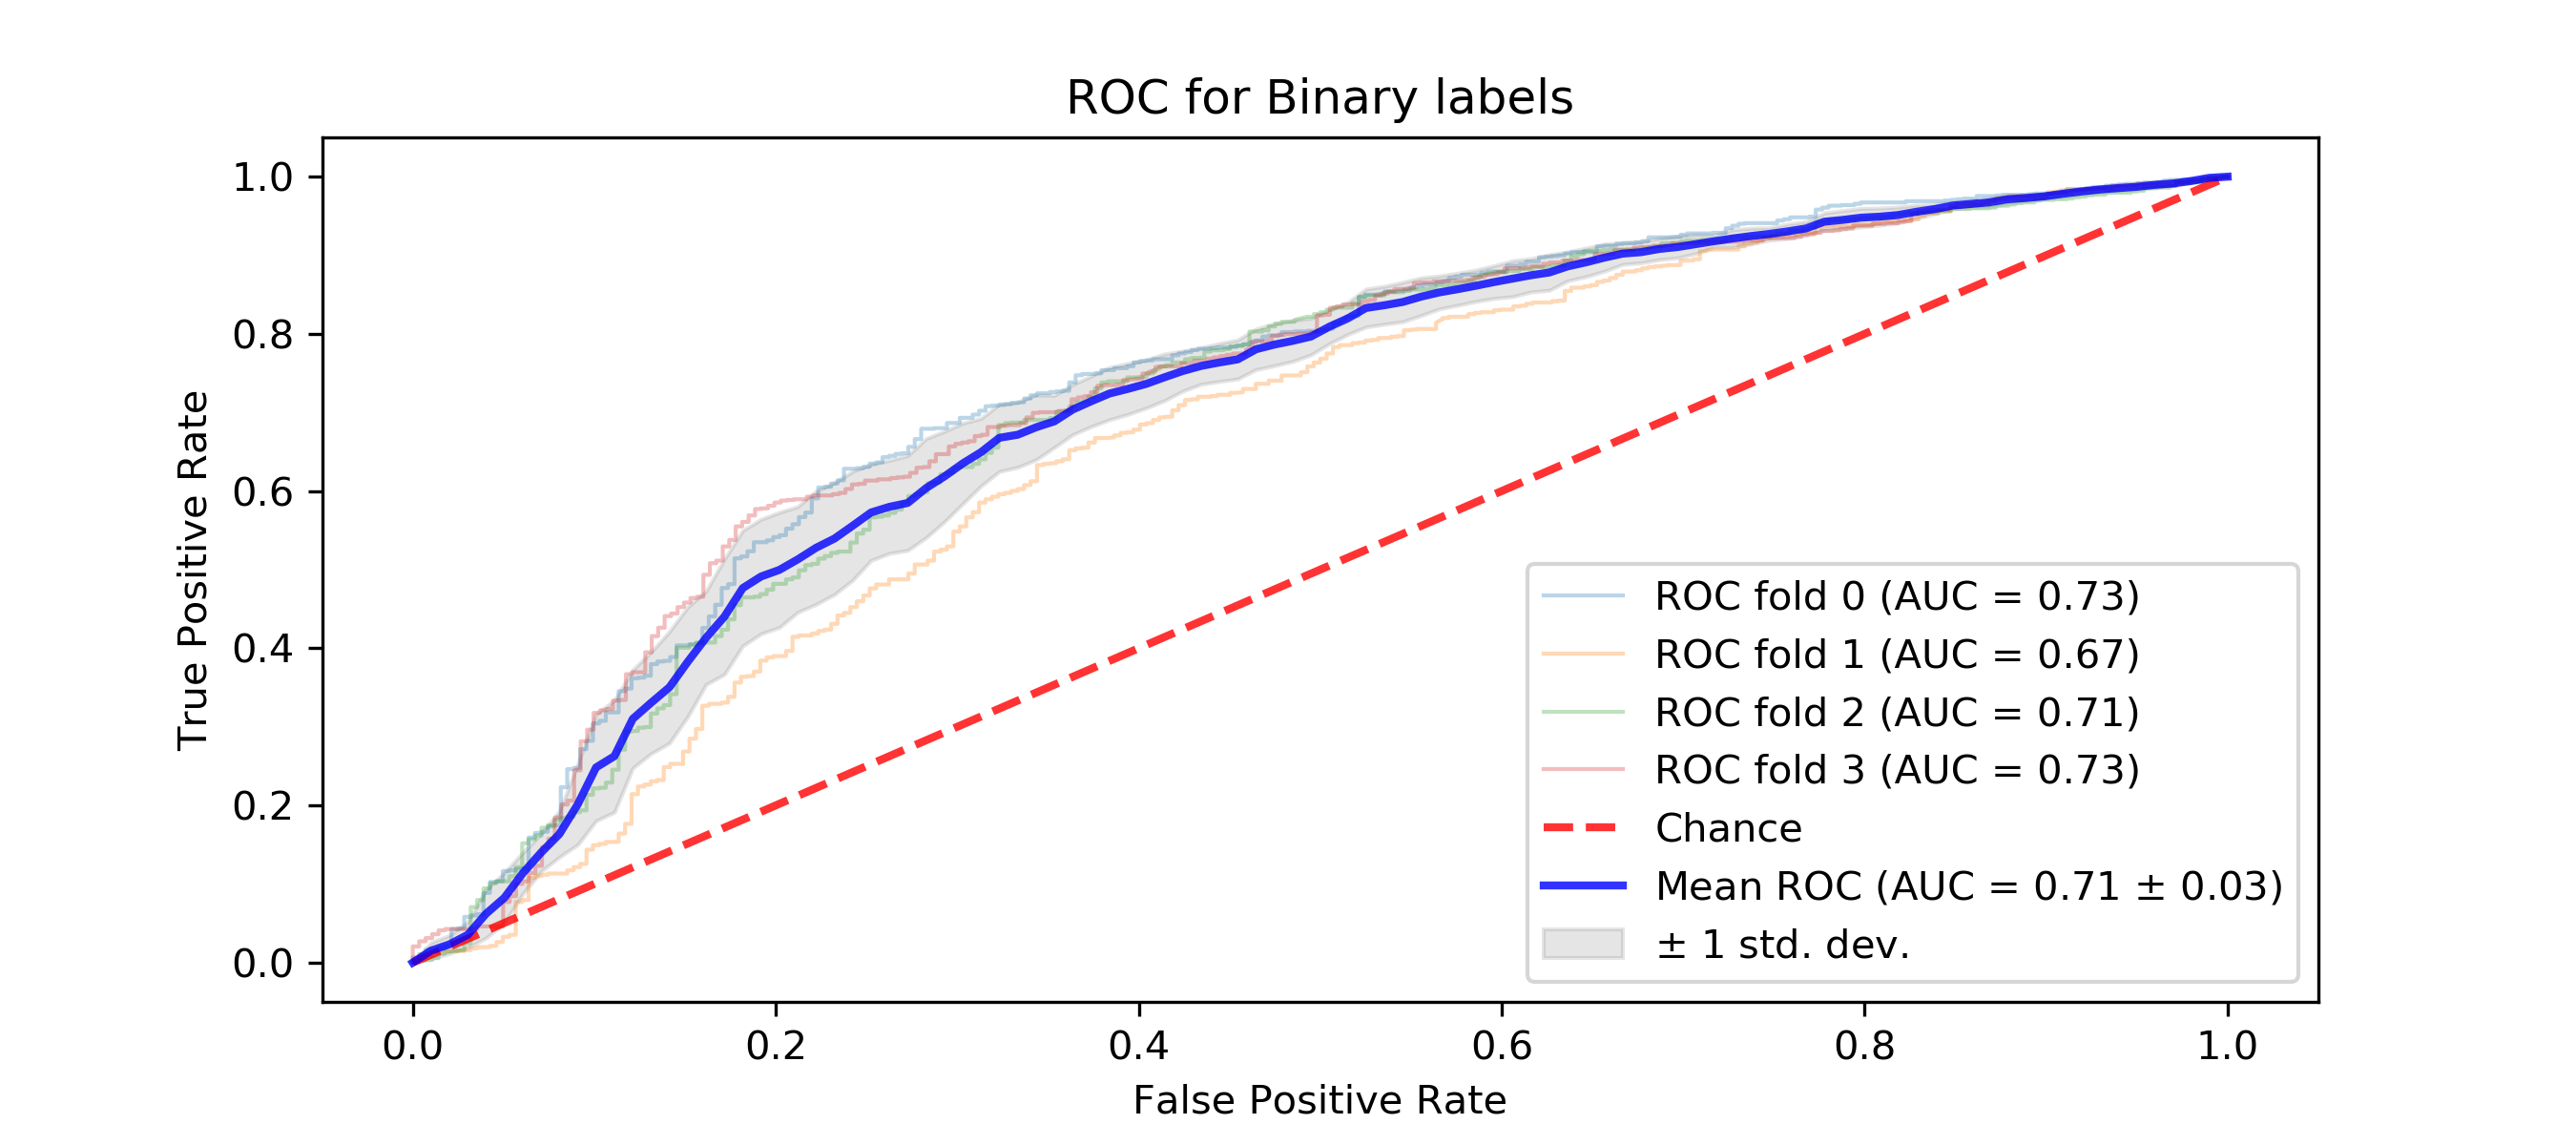 ROC for Binary labels
1.0
0.8
0.6
0.4
0.2
0.0
True Positive Rate
ROC fold 0 (AUC = 0.73)
ROC fold 1 (AUC = 0.67)
ROC fold 2 (AUC = 0.71)
ROC fold 3 (AUC = 0.73)
Chance
Mean ROC (AUC = 0.71 ± 0.03)
± 1 std. dev.
0.0 0.2 0.4 0.6 0.8 1.0
False Positive Rate